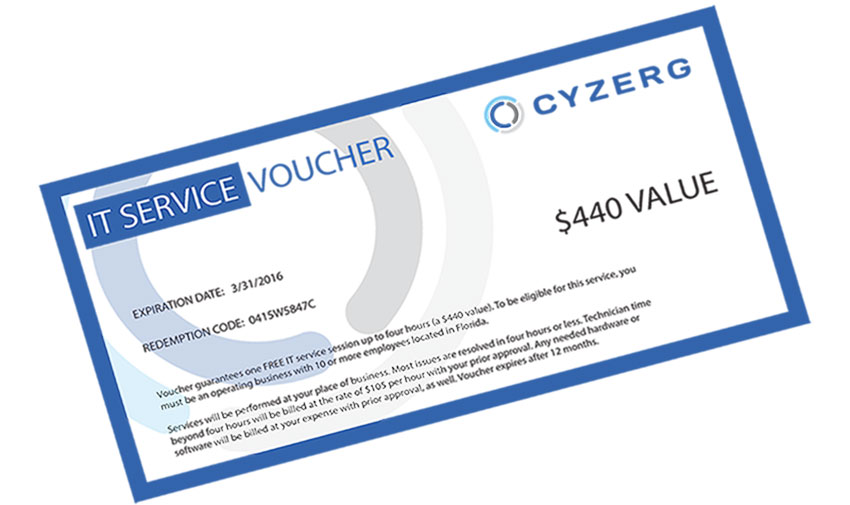 CYZERG
IT SERVICE VOUCHER
$440 VALUE
EXPIRATION DATE: 3/31/2016
REDEMPTION CODE: 0415W5847C
Voucher guarantees one FREE IT service session up to four hours (a $440 value). To be eligible for this service, you
must be an operating business with 10 or more employees located in Florida.
Services will be performed at your place of business. Most issues are resolved in four hours or less. Technician time
beyond four hours will be billed at the rate of $105 per hour with your prior approval. Any needed hardware or
software will be billed at your expense with prior approval, as well. Voucher expires after 12 months.